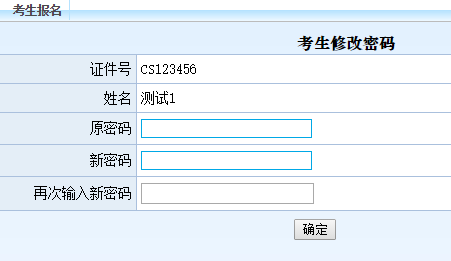 考生报名
考生修改密码
证件号 CS123456
姓名 测试1
原密码
新密码
再次输入新密码
确定